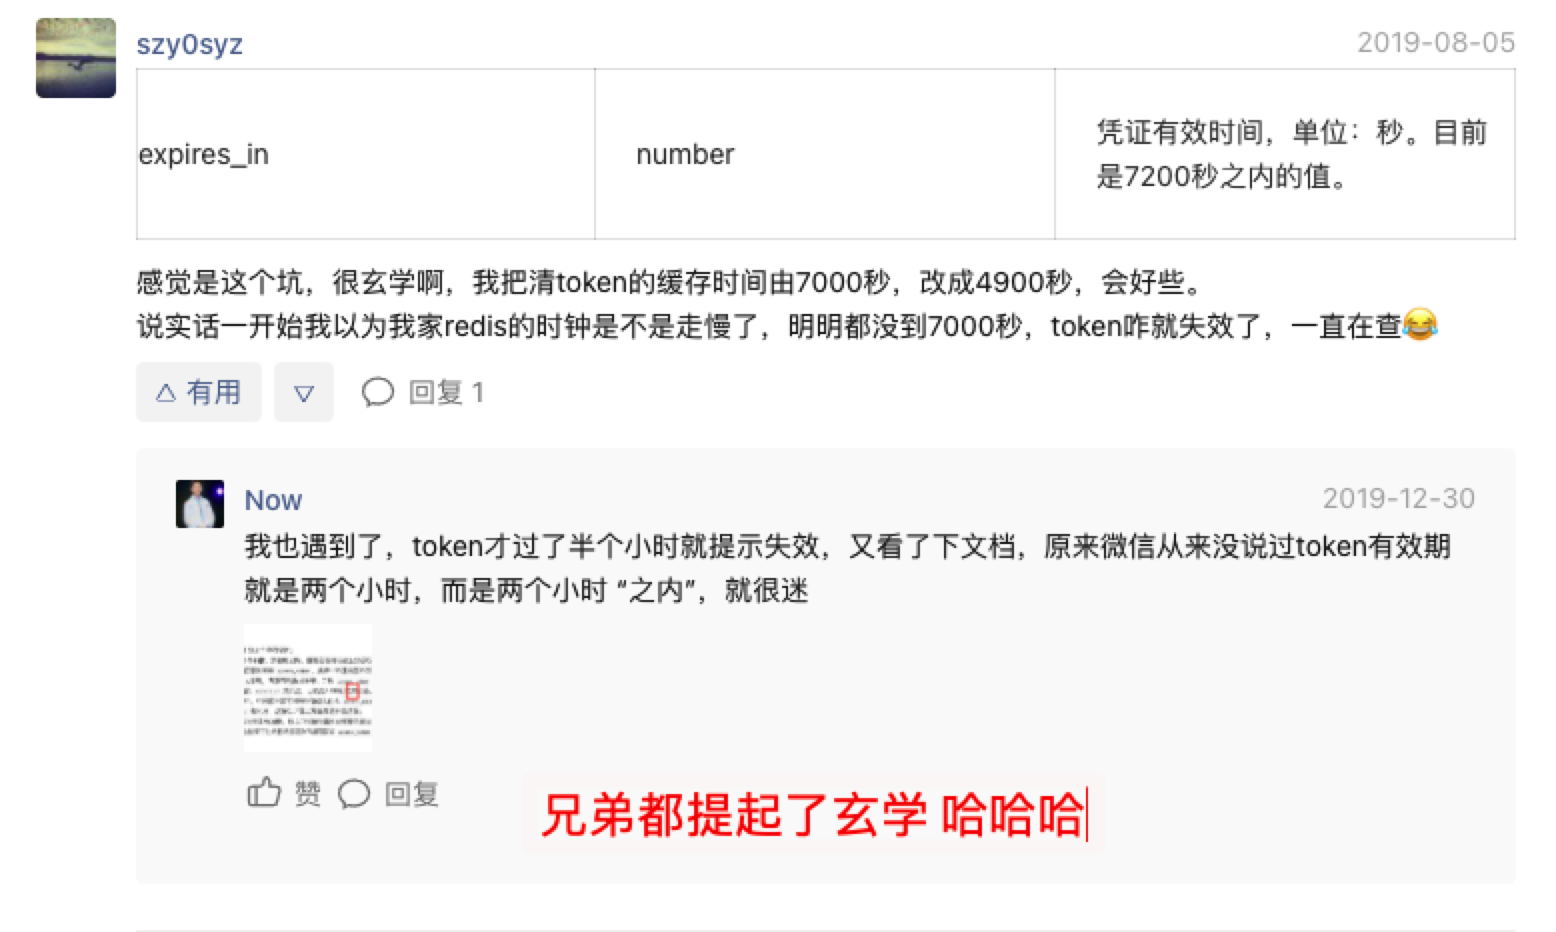 szy0syz
2019-08-05
expires_in
number
凭证有效时间，单位：秒。目前
是7200秒之内的值。
感觉是这个坑，很玄学啊，我把清token的缓存时间由7000秒，改成4900秒，会好些。
说实话一开始我以为我家redis的时钟是不是走慢了，明明都没到7000秒，token咋就失效了，一直在查😂
△ 有用
▽
回复 1
Now
2019-12-30
我也遇到了，token才过了半个小时就提示失效，又看了下文档，原来微信从来没说过token有效期
就是两个小时，而是两个小时 “之内”，就很迷
赞
回复
兄弟都提起了玄学 哈哈哈